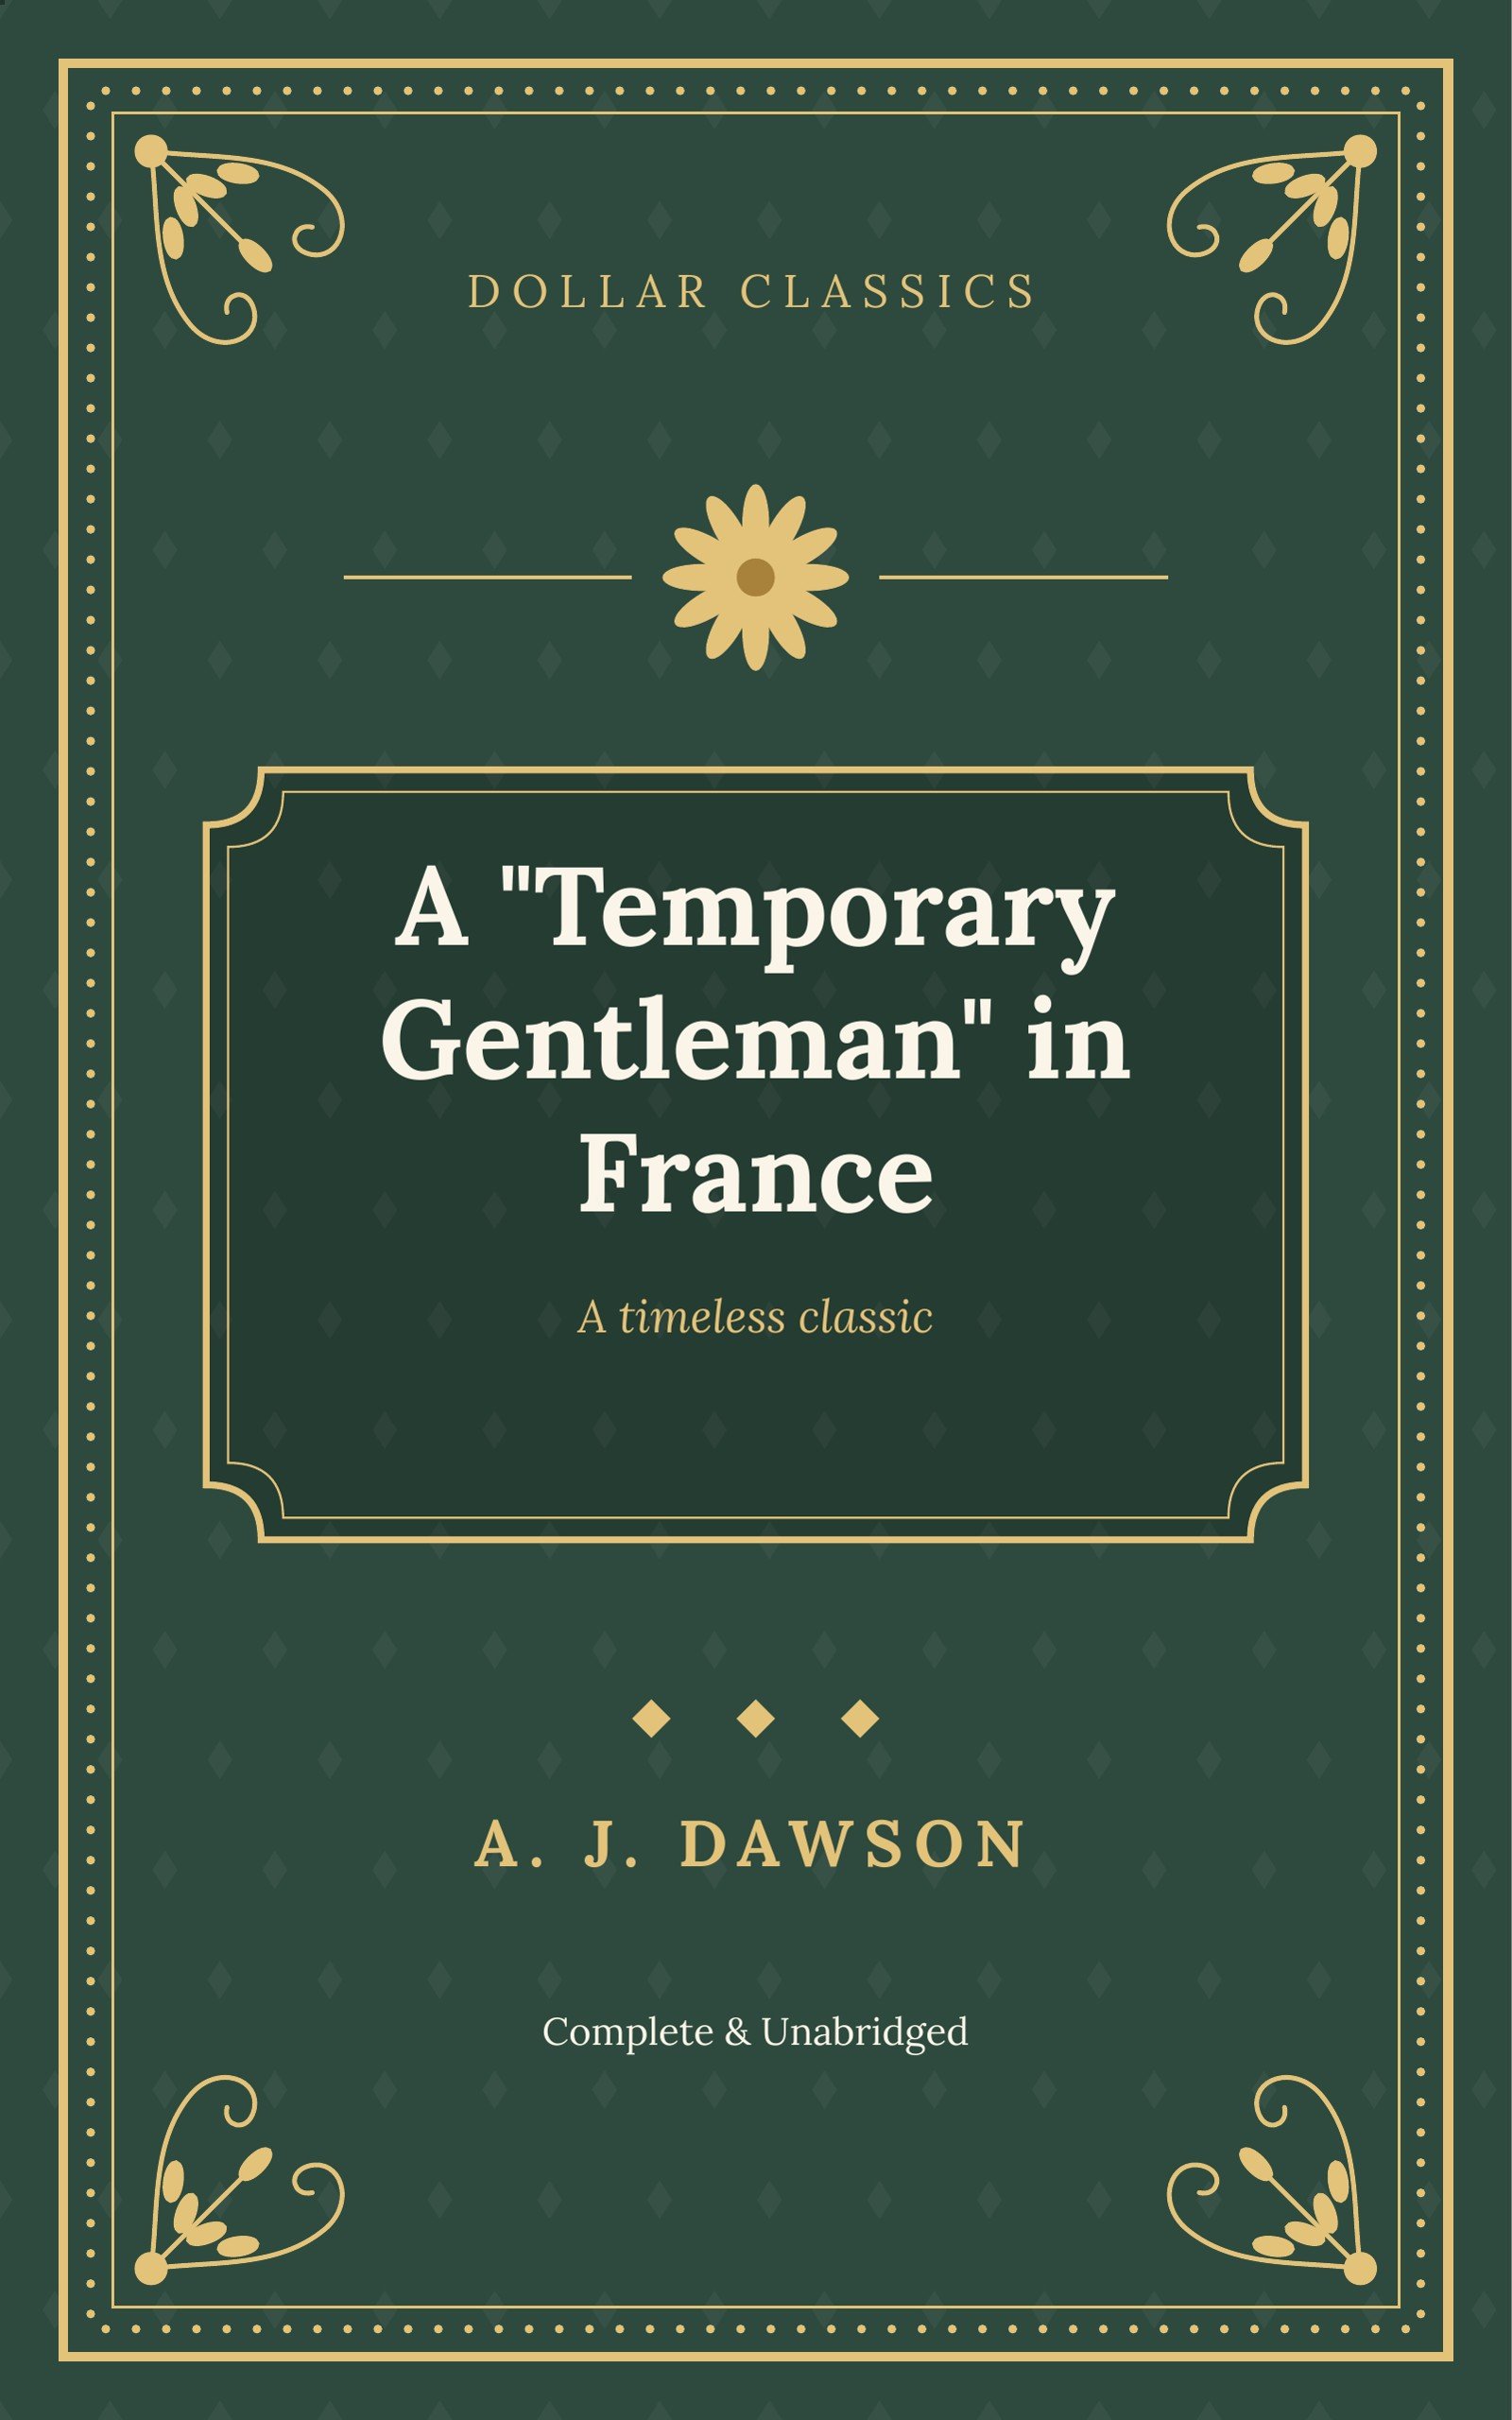 DOLLAR CLASSICS
A "Temporary
Gentleman" in
France
A timeless classic
A. J. DAWSON
Complete & Unabridged